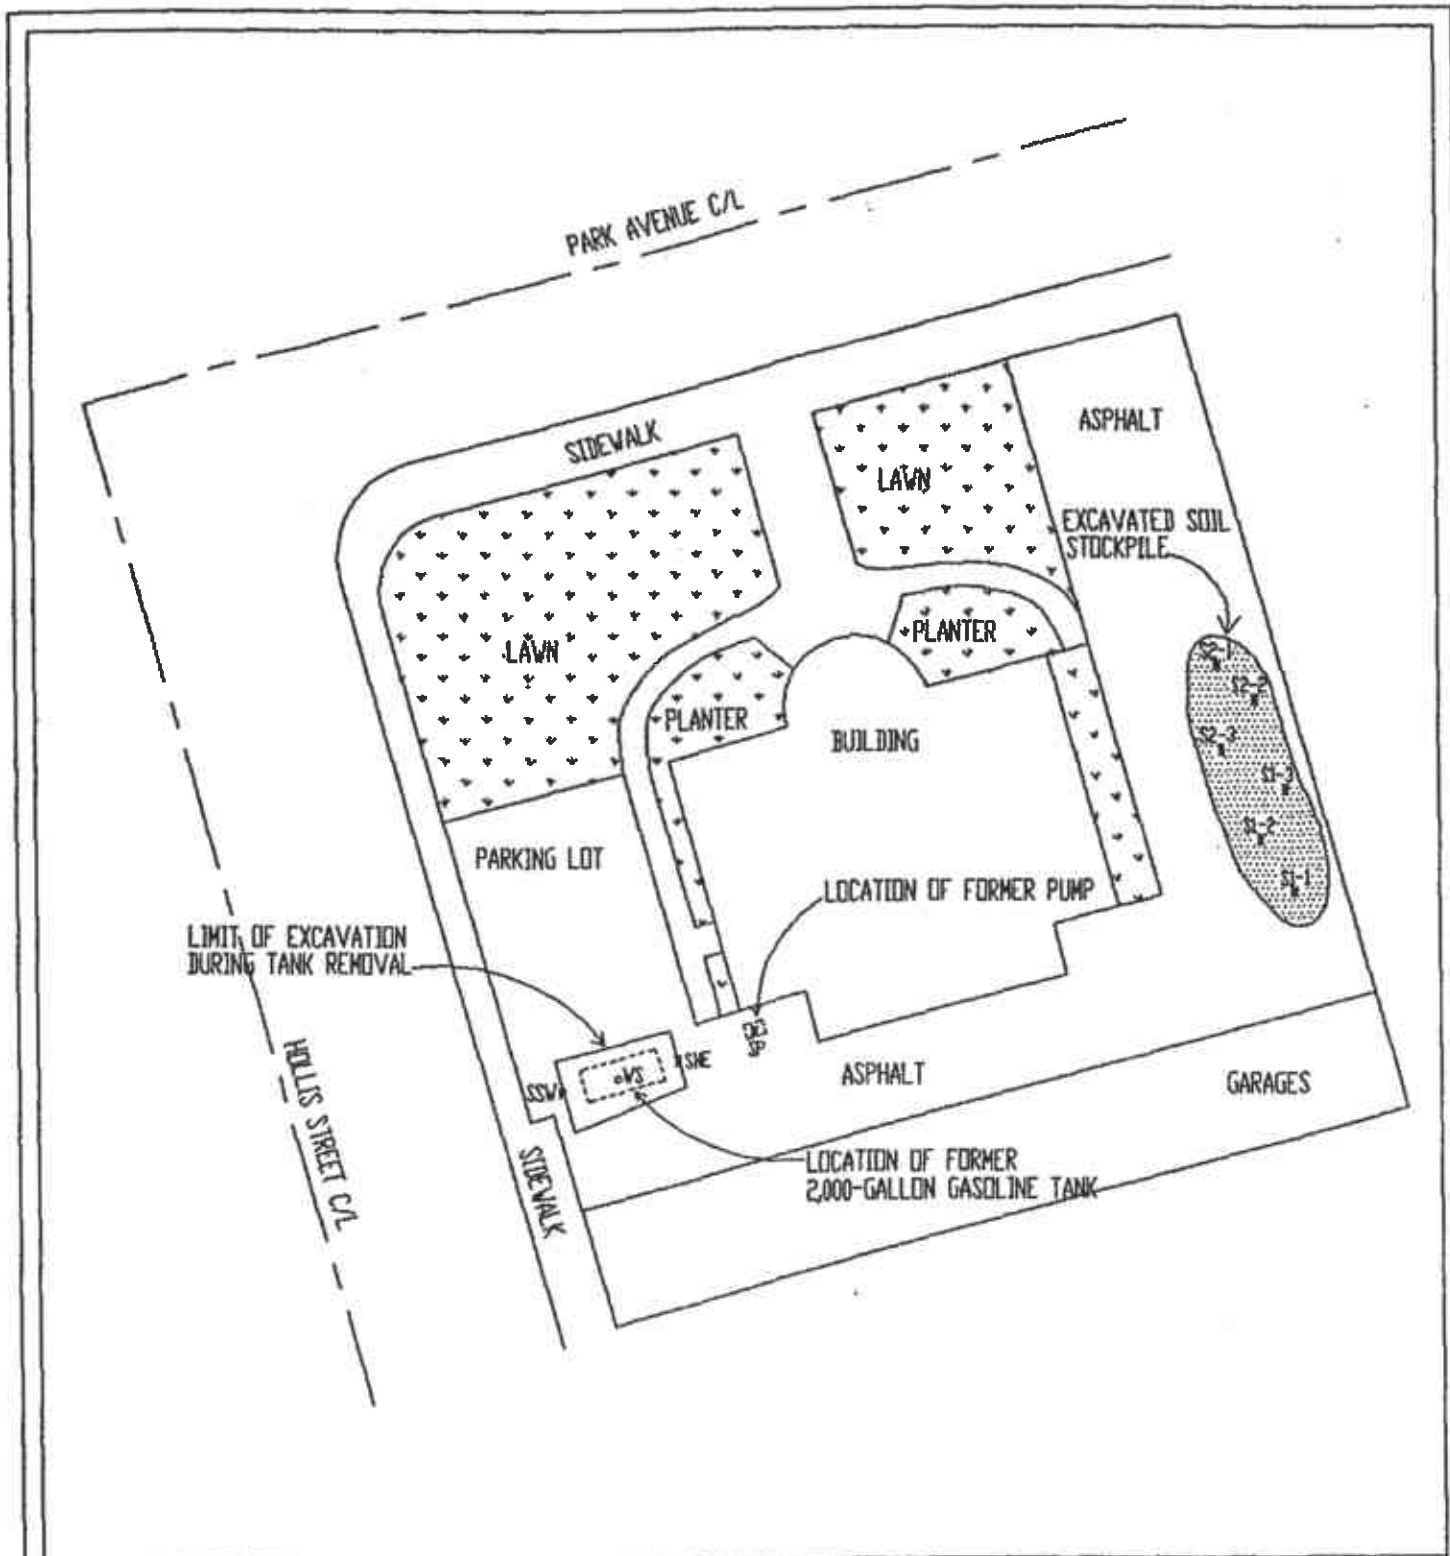 PARK AVENUE C/L
SIDEWALK
ASPHALT
LAWN
EXCAVATED SOIL
STOCKPILE
LAWN
PLANTER
PLANTER
S2-1
S2-2
S2-3
S1-3
S1-2
S1-1
BUILDING
PARKING LOT
LOCATION OF FORMER PUMP
LIMIT OF EXCAVATION
DURING TANK REMOVAL
HOLLIS STREET C/L
SSW
WS
SNE
SP
ASPHALT
GARAGES
SIDEWALK
LOCATION OF FORMER
2,000-GALLON GASOLINE TANK